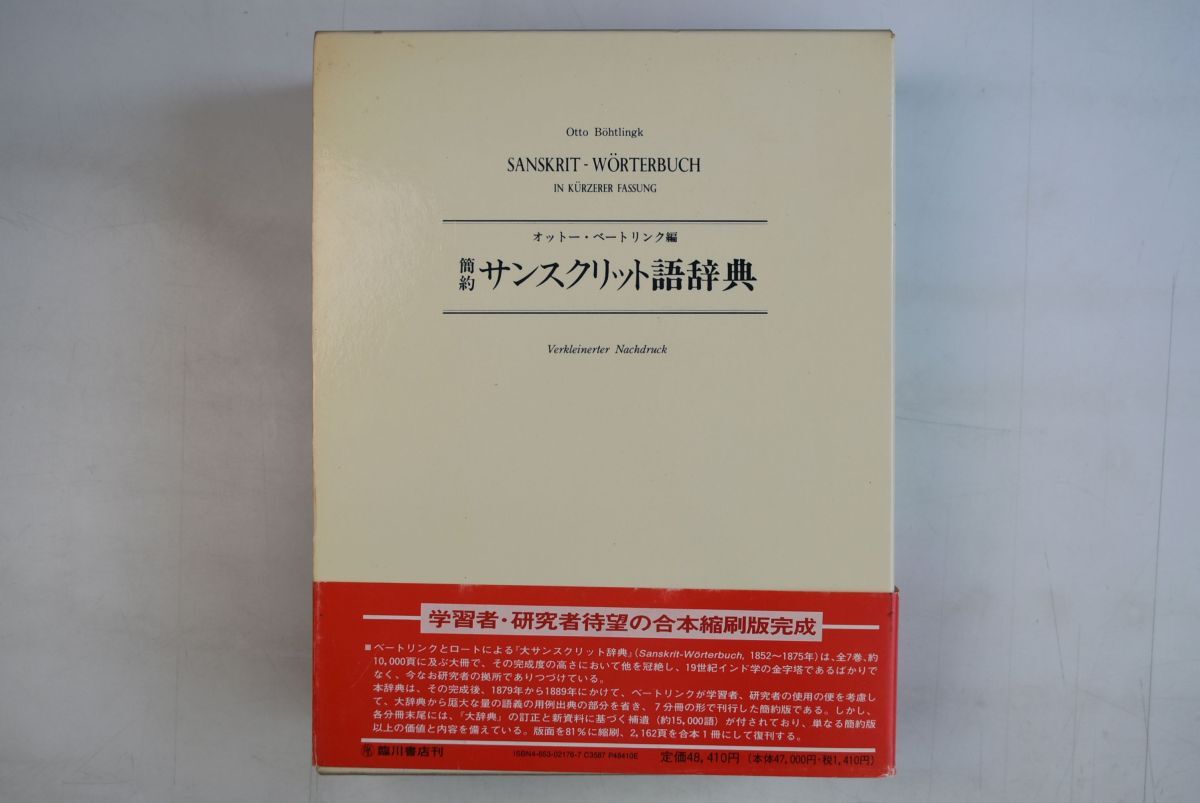 Otto Böhtlingk
SANSKRIT - WÖRTERBUCH
IN KÜRZERER FASSUNG
オットー・ベートリンク編
簡約 サンスクリット語辞典
Verkleinerter Nachdruck
学習者・研究者待望の合本縮刷版完成
■ベートリンクとロートによる『大サンスクリット辞典』(Sanskrit-Wörterbuch, 1852〜1875年)は、全7巻、約
10,000頁に及ぶ大冊で、その完成度の高さにおいて他を冠絶し、19世紀インド学の金字塔であるばかりで
なく、今なお研究者の拠所でありつづけている。
本辞典は、その完成後、1879年から1889年にかけて、ベートリンクが学習者、研究者の使用の便を考慮し
て、大辞典から厖大な量の語義の用例出典の部分を省き、7分冊の形で刊行した簡約版である。しかし、
各分冊末尾には、『大辞典』の訂正と新資料に基づく補遺(約15,000語)が付されており、単なる簡約版
以上の価値と内容を備えている。版面を81%に縮刷、2,162頁を合本1冊にして復刊する。
臨川書店刊
ISBN4-653-02176-7 C3587 P48410E
定価48,410円(本体47,000円・税1,410円)